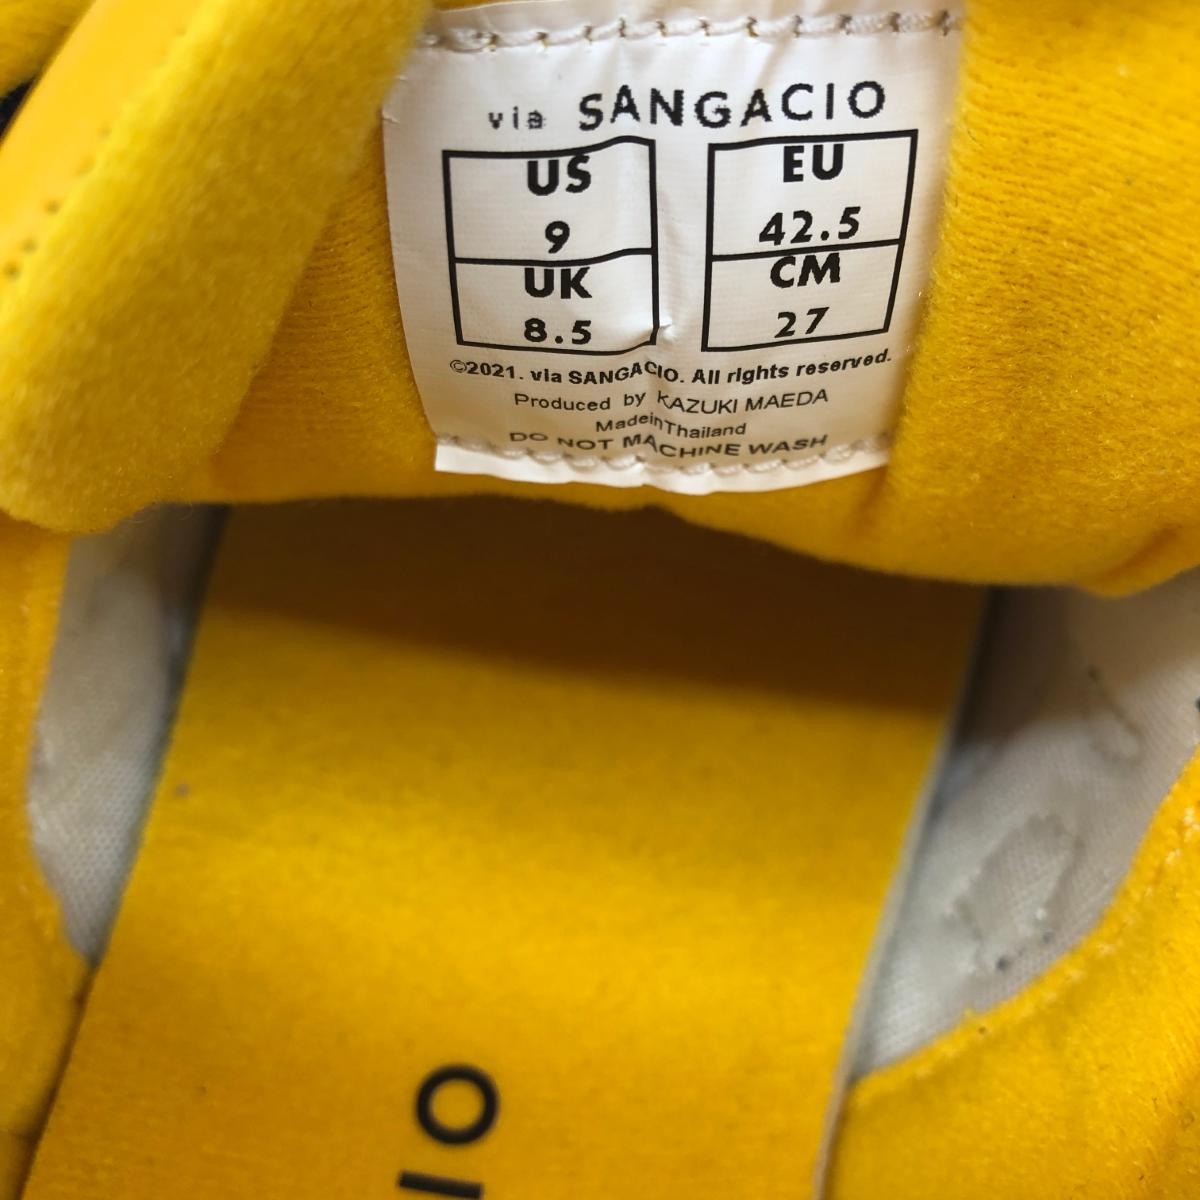 via SANGACIO
US EU
9 42.5
UK CM
8.5 27
©2021. via SANGACIO. All rights reserved.
Produced by KAZUKI MAEDA
MadeinThailand
DO NOT MACHINE WASH
IO